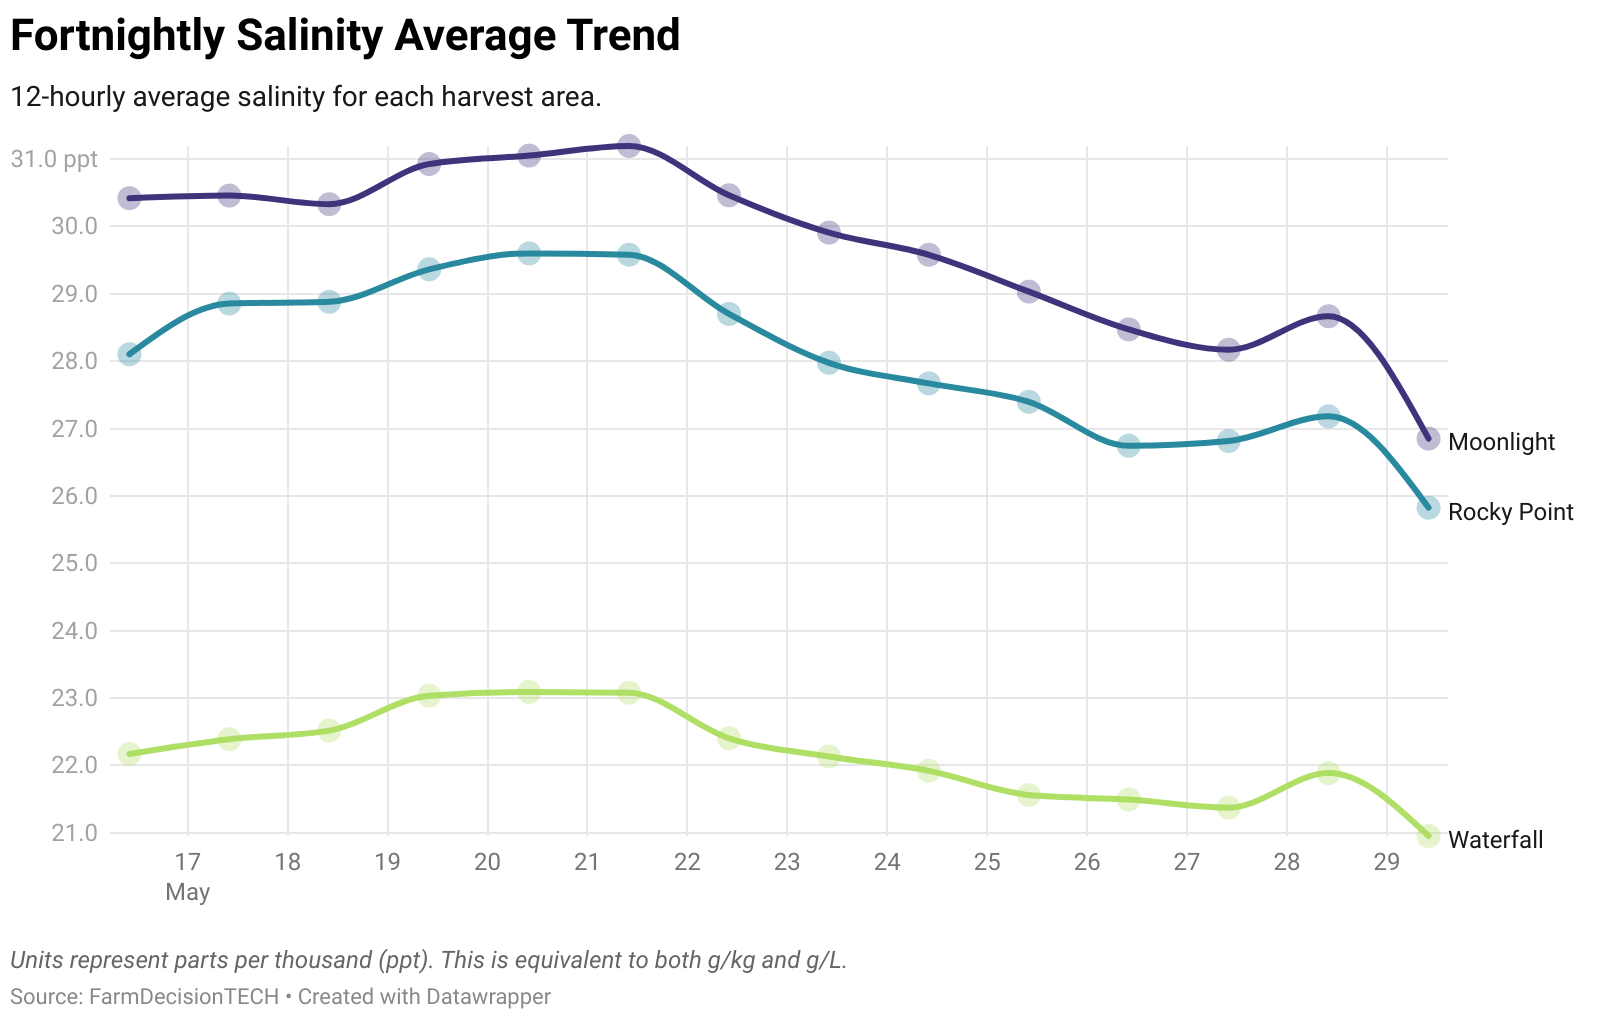 Fortnightly Salinity Average Trend
12-hourly average salinity for each harvest area.
31.0 ppt
30.0
29.0
28.0
27.0
Moonlight
26.0
Rocky Point
25.0
24.0
23.0
22.0
21.0
Waterfall
17 18 19 20 21 22 23 24 25 26 27 28 29
May
Units represent parts per thousand (ppt). This is equivalent to both g/kg and g/L.
Source: FarmDecisionTECH • Created with Datawrapper